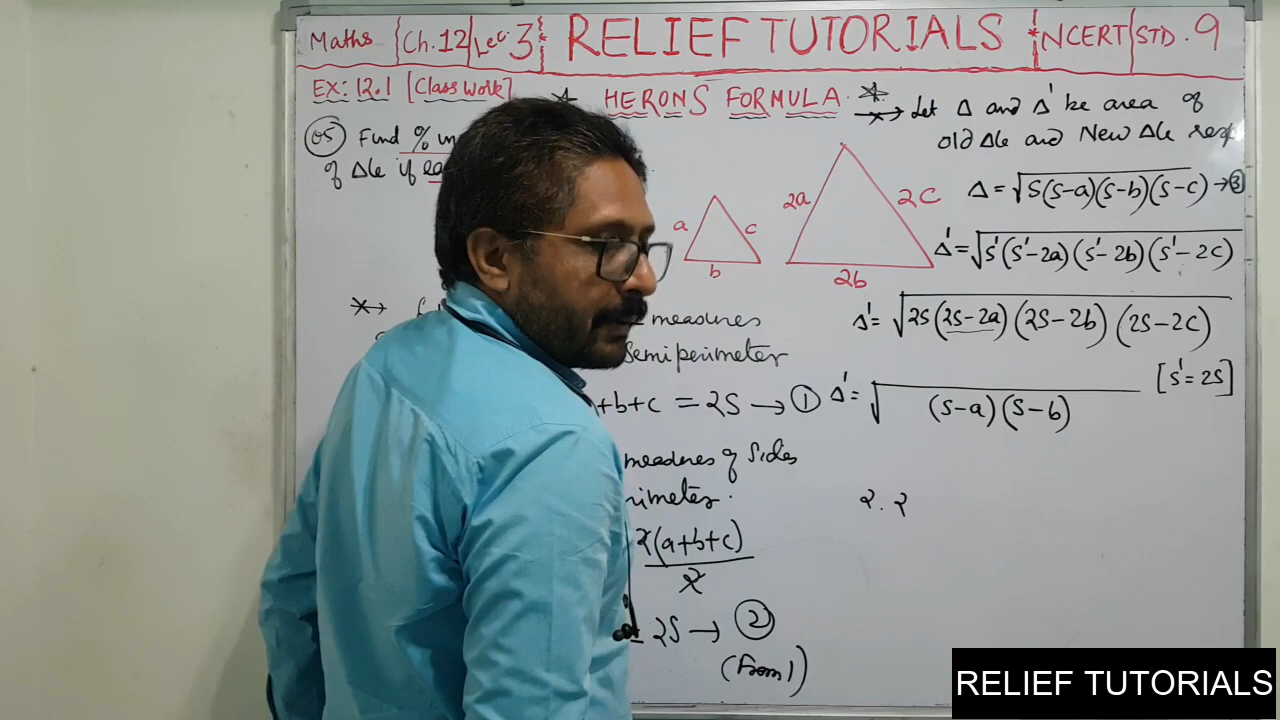 Maths | Ch.12 | Lec. 3 RELIEF TUTORIALS * NCERT | STD. 9
EX: 12.1 [Class Work]
HERONS FORMULA
Q5 Find %
of Δle if
a
b
c
2a
2b
2c
measures
Semiperimeter
+b+c = 2S → ①
measures of Sides
2(a+b+c)
2
2S → ②
(from 1)
Let Δ and Δ' be area of
old Δle and New Δle resp
Δ = √S(S-a)(S-b)(S-c) → ③
Δ' = √S'(S'-2a)(S'-2b)(S'-2c)
Δ' = √2S(2S-2a)(2S-2b)(2S-2c)
[S' = 2S]
Δ' = √ (S-a)(S-b)
2.2
RELIEF TUTORIALS